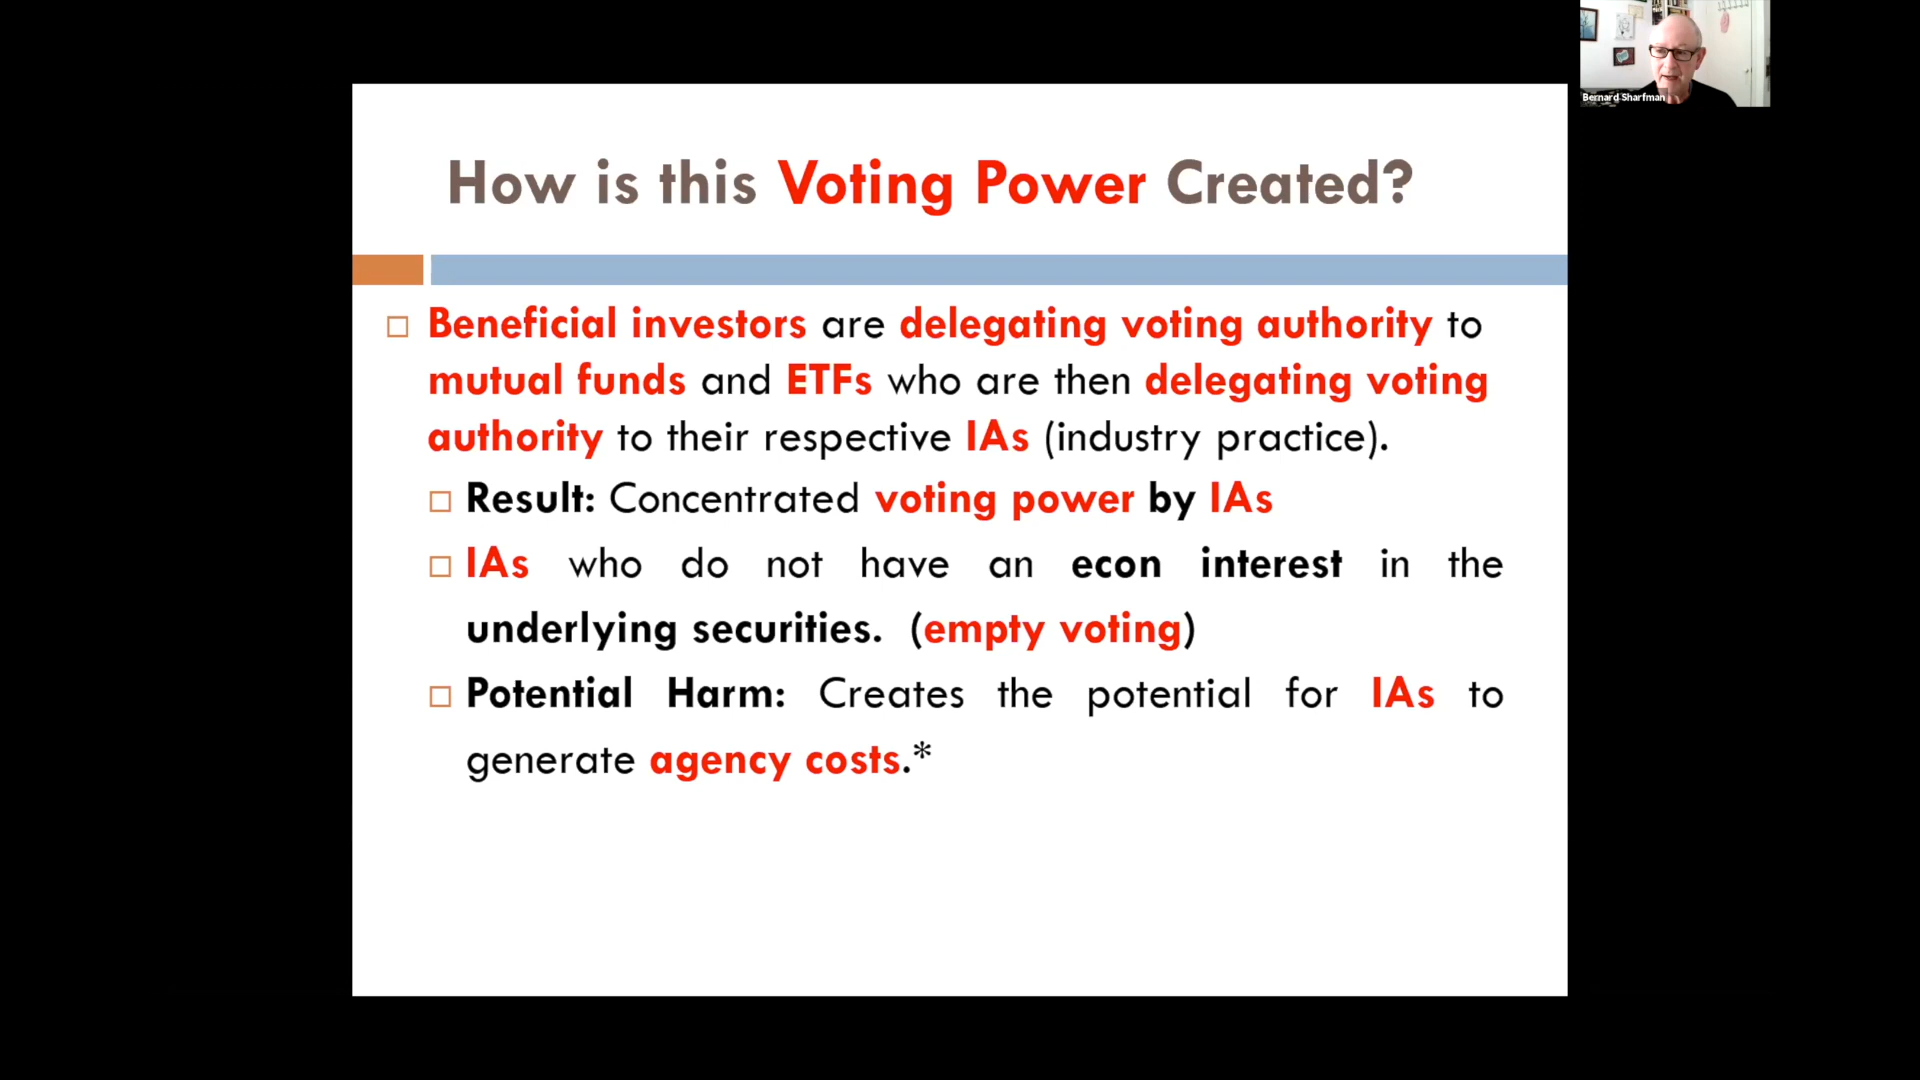 Bernard Sharfman
How is this Voting Power Created?
Beneficial investors are delegating voting authority to
mutual funds and ETFs who are then delegating voting
authority to their respective IAs (industry practice).
Result: Concentrated voting power by IAs
IAs who do not have an econ interest in the
underlying securities. (empty voting)
Potential Harm: Creates the potential for IAs to
generate agency costs.*